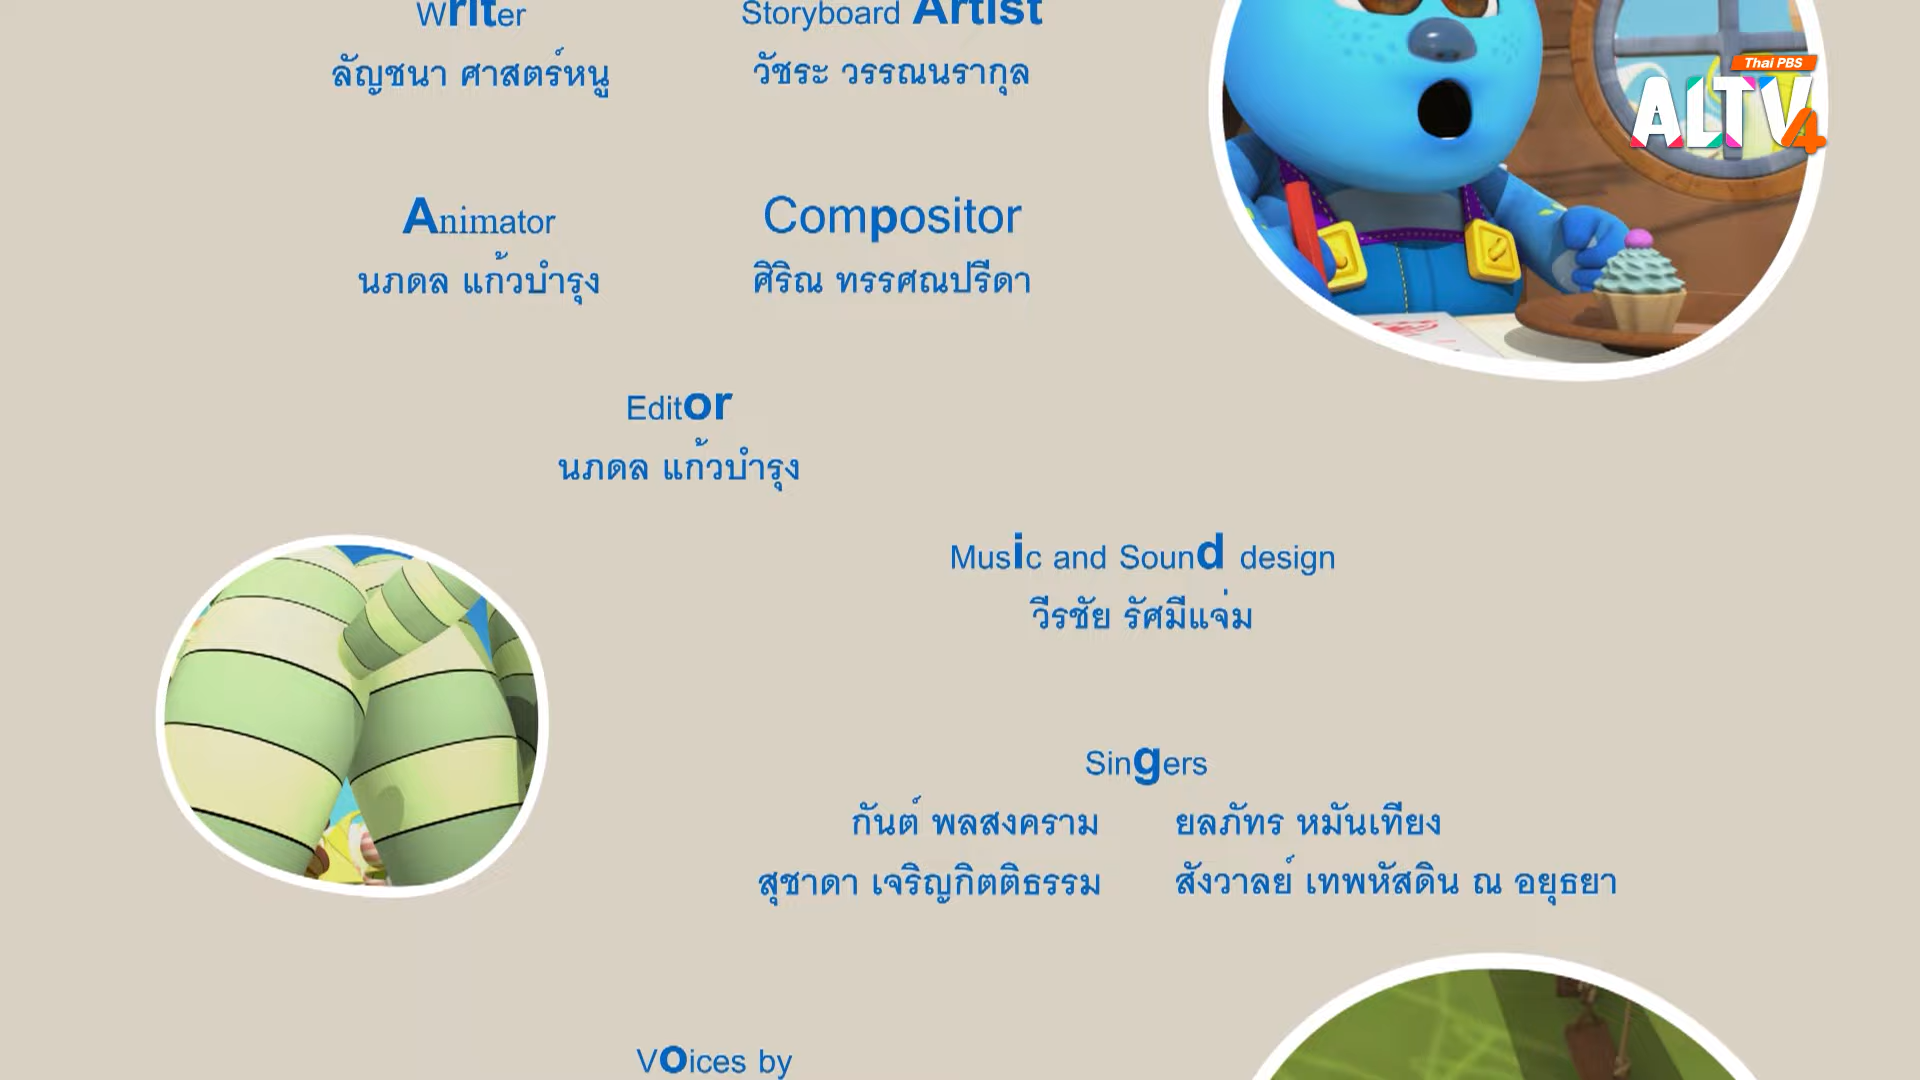 Writer
ลัญชนา ศาสตร์หนู
Storyboard Artist
วัชระ วรรณนรากุล
Thai PBS
ALTV4
Animator
นภดล แก้วบำรุง
Compositor
ศิริณ ทรรศณปรีดา
Editor
นภดล แก้วบำรุง
Music and Sound design
วีรชัย รัศมีแจ่ม
Singers
กันต์ พลสงคราม
ยลภัทร หมันเทียง
สุชาดา เจริญกิตติธรรม
สังวาลย์ เทพหัสดิน ณ อยุธยา
Voices by